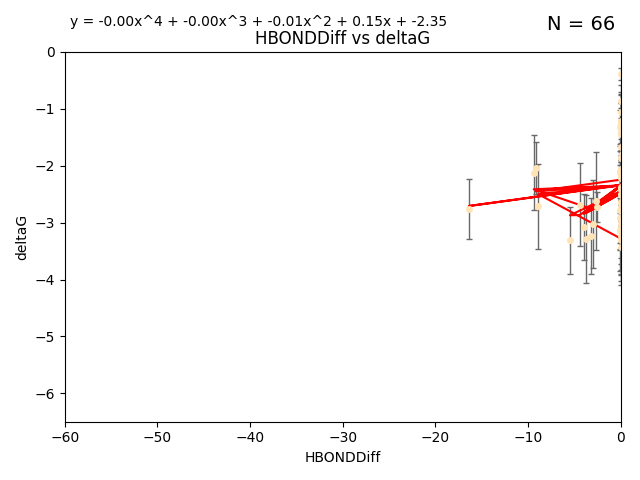 y = -0.00x^4 + -0.00x^3 + -0.01x^2 + 0.15x + -2.35
N = 66
HBONDDiff vs deltaG
0
−1
−2
−3
−4
−5
−6
deltaG
−60 −50 −40 −30 −20 −10 0
HBONDDiff